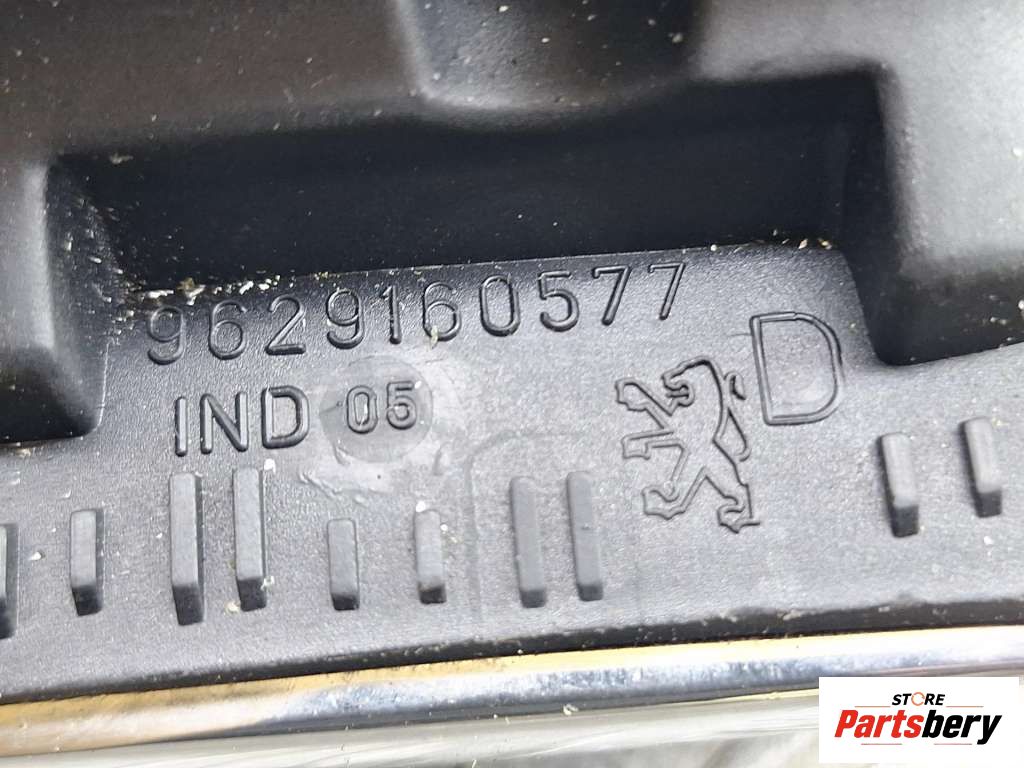 9629160577
IND 05
D
STORE
Partsbery